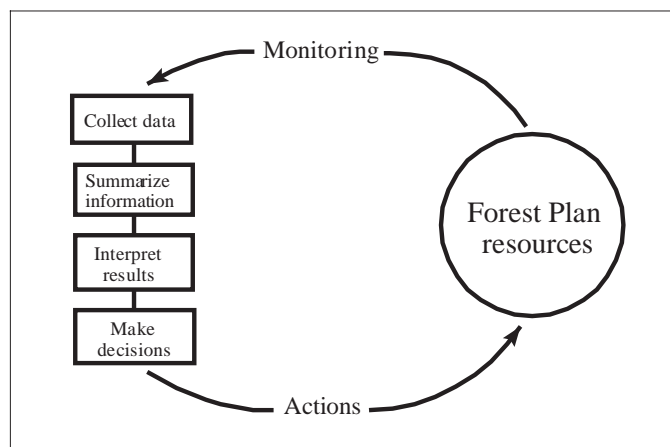 Monitoring
Collect data
Summarize
information
Interpret
results
Make
decisions
Forest Plan
resources
Actions